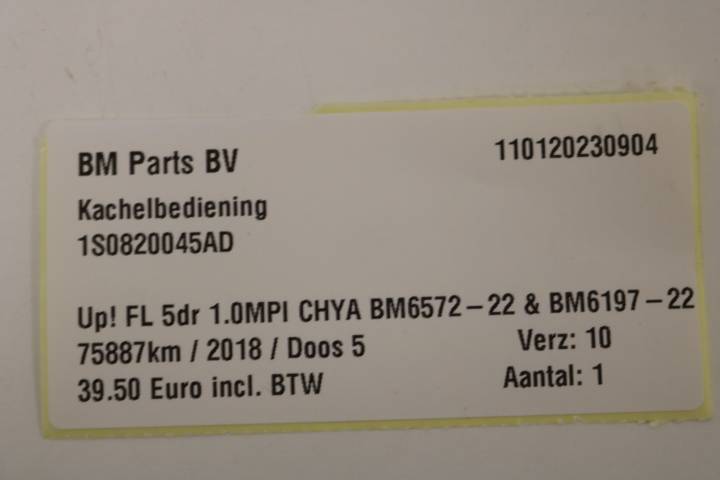 BM Parts BV 110120230904
Kachelbediening
1S0820045AD
Up! FL 5dr 1.0MPI CHYA BM6572-22 & BM6197-22
75887km / 2018 / Doos 5 Verz: 10
39.50 Euro incl. BTW Aantal: 1